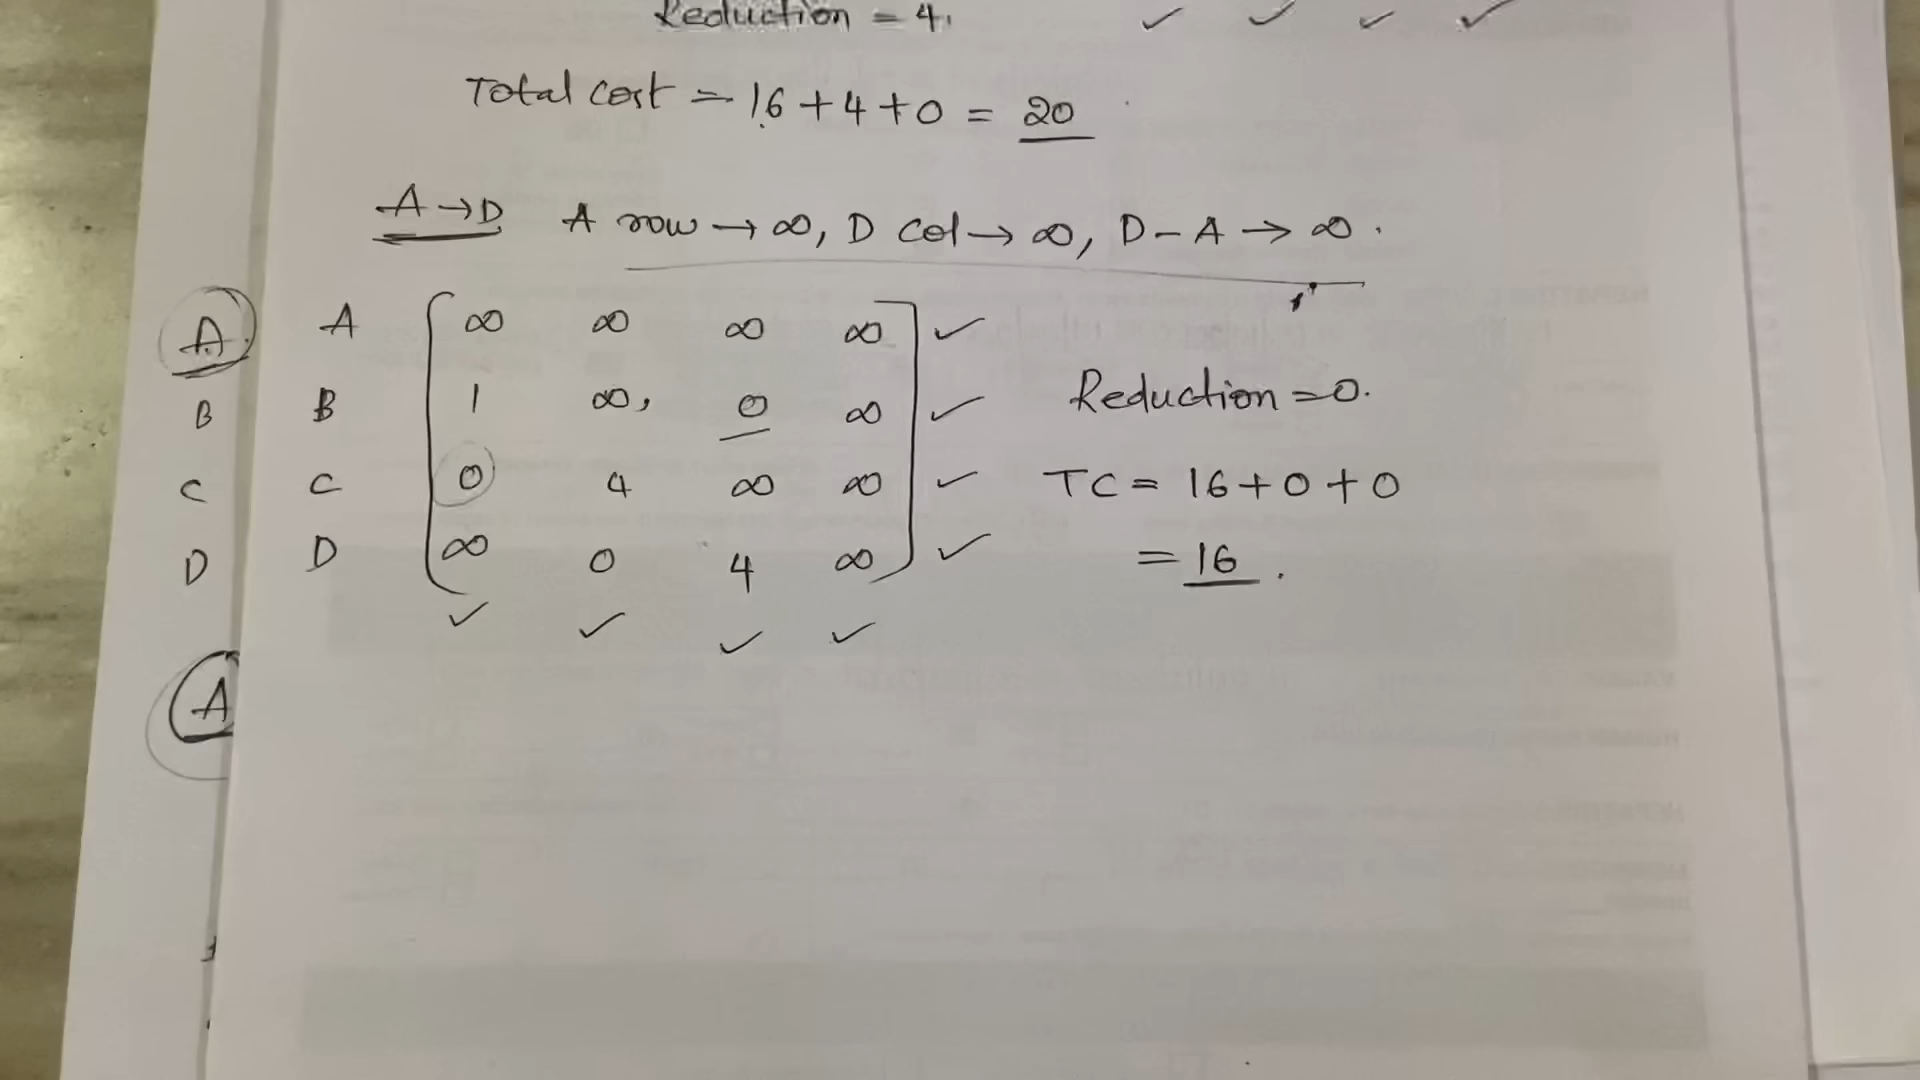 Reduction = 4.
Total cost = 16 + 4 + 0 = 20
A → D A row → ∞, D col → ∞, D - A → ∞.
A A ∞ ∞ ∞ ∞ ✓
B B 1 ∞, 0 ∞ ✓ Reduction = 0.
C C 0 4 ∞ ∞ ✓ TC = 16 + 0 + 0
D D ∞ 0 4 ∞ ✓ = 16.
A